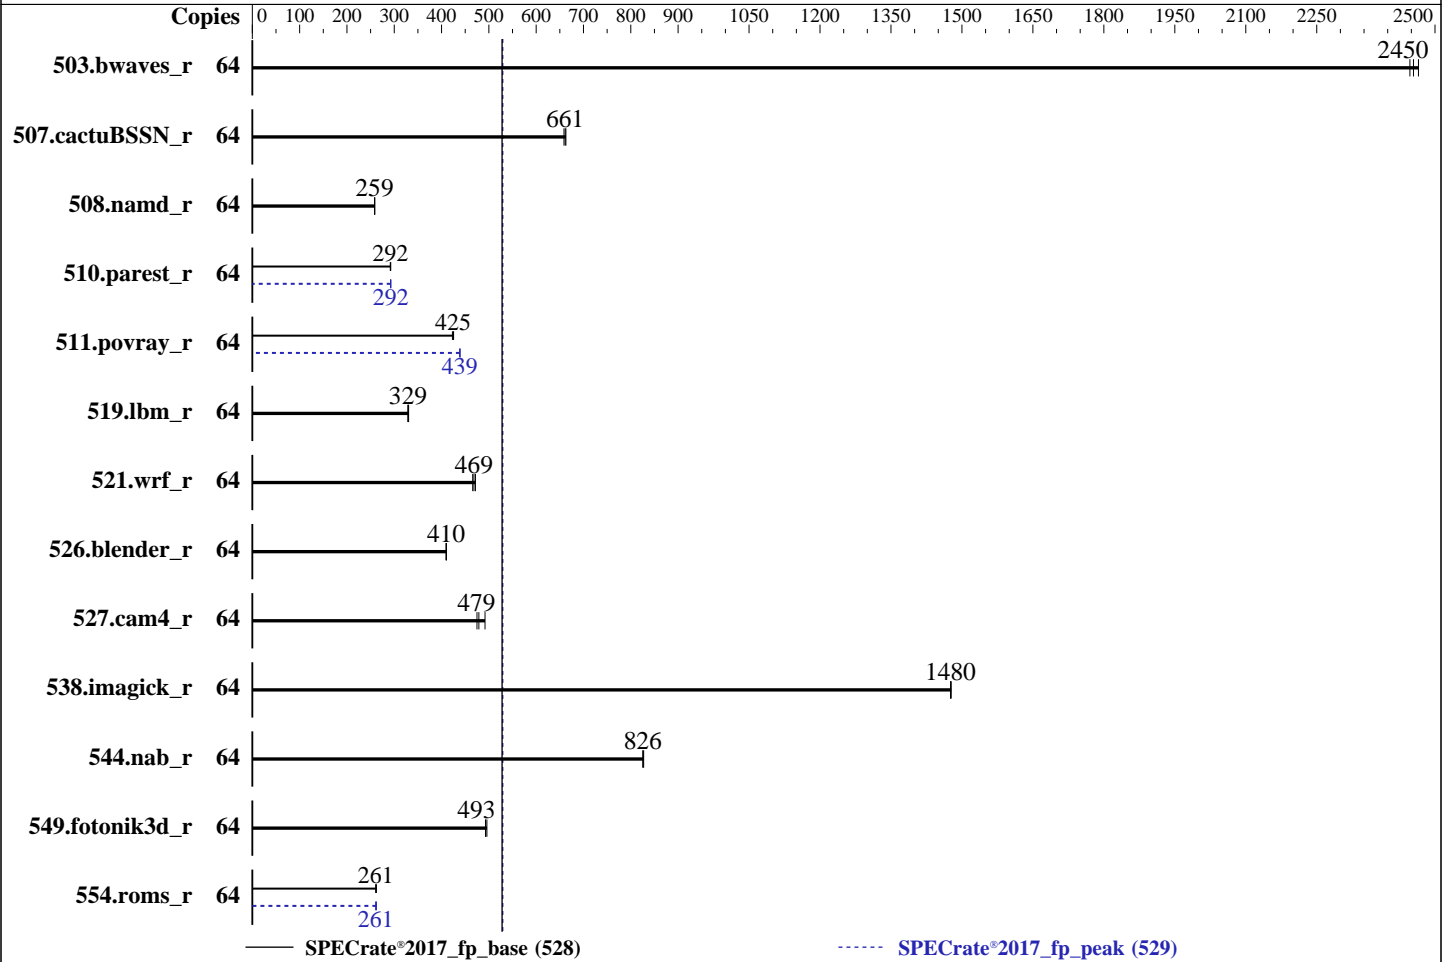 Copies 0 100 200 300 400 500 600 700 800 900 1050 1200 1350 1500 1650 1800 1950 2100 2250 2500
2450
503.bwaves_r 64
661
507.cactuBSSN_r 64
259
508.namd_r 64
292
510.parest_r 64
292
425
511.povray_r 64
439
329
519.lbm_r 64
469
521.wrf_r 64
410
526.blender_r 64
479
527.cam4_r 64
1480
538.imagick_r 64
826
544.nab_r 64
493
549.fotonik3d_r 64
261
554.roms_r 64
261
SPECrate®2017_fp_base (528) SPECrate®2017_fp_peak (529)